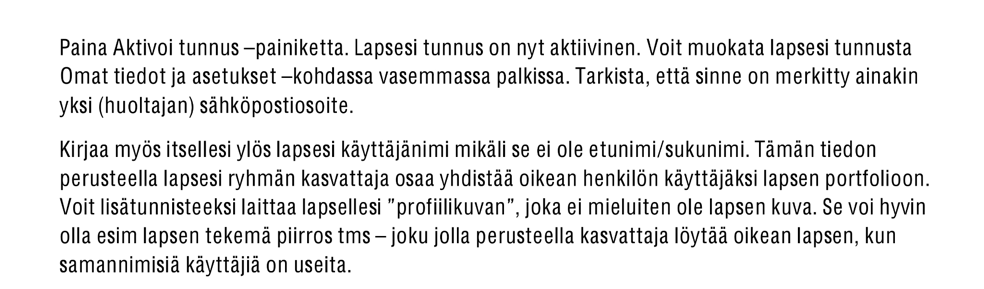 Paina Aktivoi tunnus –painiketta. Lapsesi tunnus on nyt aktiivinen. Voit muokata lapsesi tunnusta
Omat tiedot ja asetukset –kohdassa vasemmassa palkissa. Tarkista, että sinne on merkitty ainakin
yksi (huoltajan) sähköpostiosoite.
Kirjaa myös itsellesi ylös lapsesi käyttäjänimi mikäli se ei ole etunimi/sukunimi. Tämän tiedon
perusteella lapsesi ryhmän kasvattaja osaa yhdistää oikean henkilön käyttäjäksi lapsen portfolioon.
Voit lisätunnisteeksi laittaa lapsellesi ”profiilikuvan”, joka ei mieluiten ole lapsen kuva. Se voi hyvin
olla esim lapsen tekemä piirros tms – joku jolla perusteella kasvattaja löytää oikean lapsen, kun
samannimisiä käyttäjiä on useita.